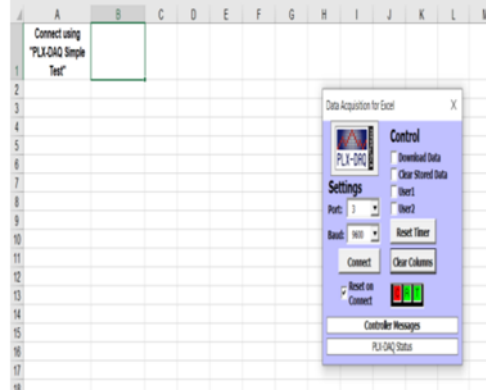 A B C D E F G H I J K L
1 Connect using
"PLX-DAQ Simple
Test"
2
3
4
5
6
7
8
9
10
11
12
13
14
15
16
17
18
Data Acquisition for Excel X
PLX-DAQ
Control
Download Data
Clear Stored Data
User1
User2
Settings
Port: 3
Baud: 9600
Reset Timer
Connect
Clear Columns
Reset on
Connect
Controller Messages
PLX-DAQ Status